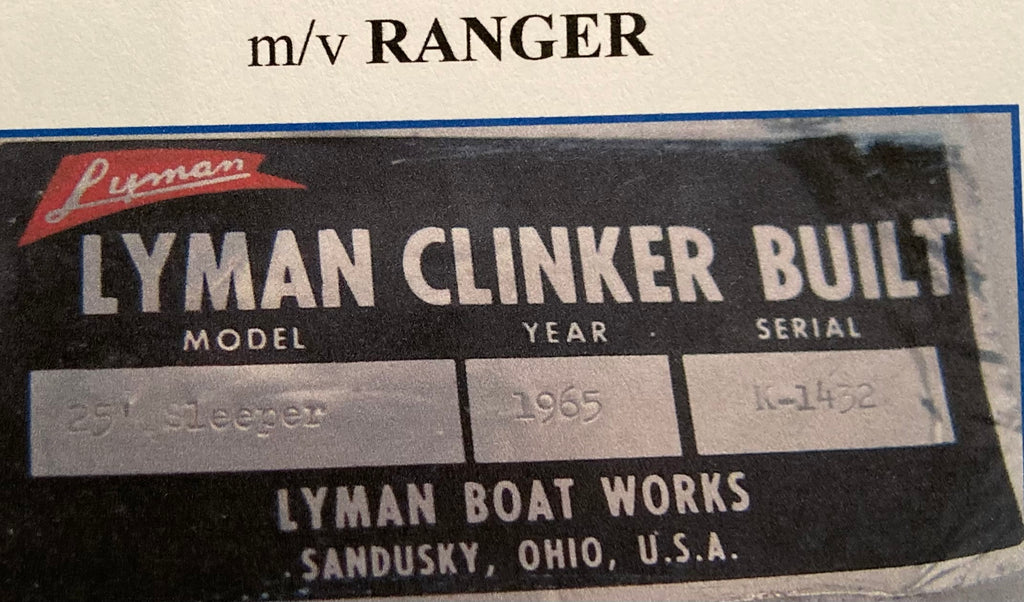 m/v RANGER
Lyman
LYMAN CLINKER BUILT
MODEL YEAR SERIAL
25' Sleeper 1965 K-1432
LYMAN BOAT WORKS
SANDUSKY, OHIO, U.S.A.